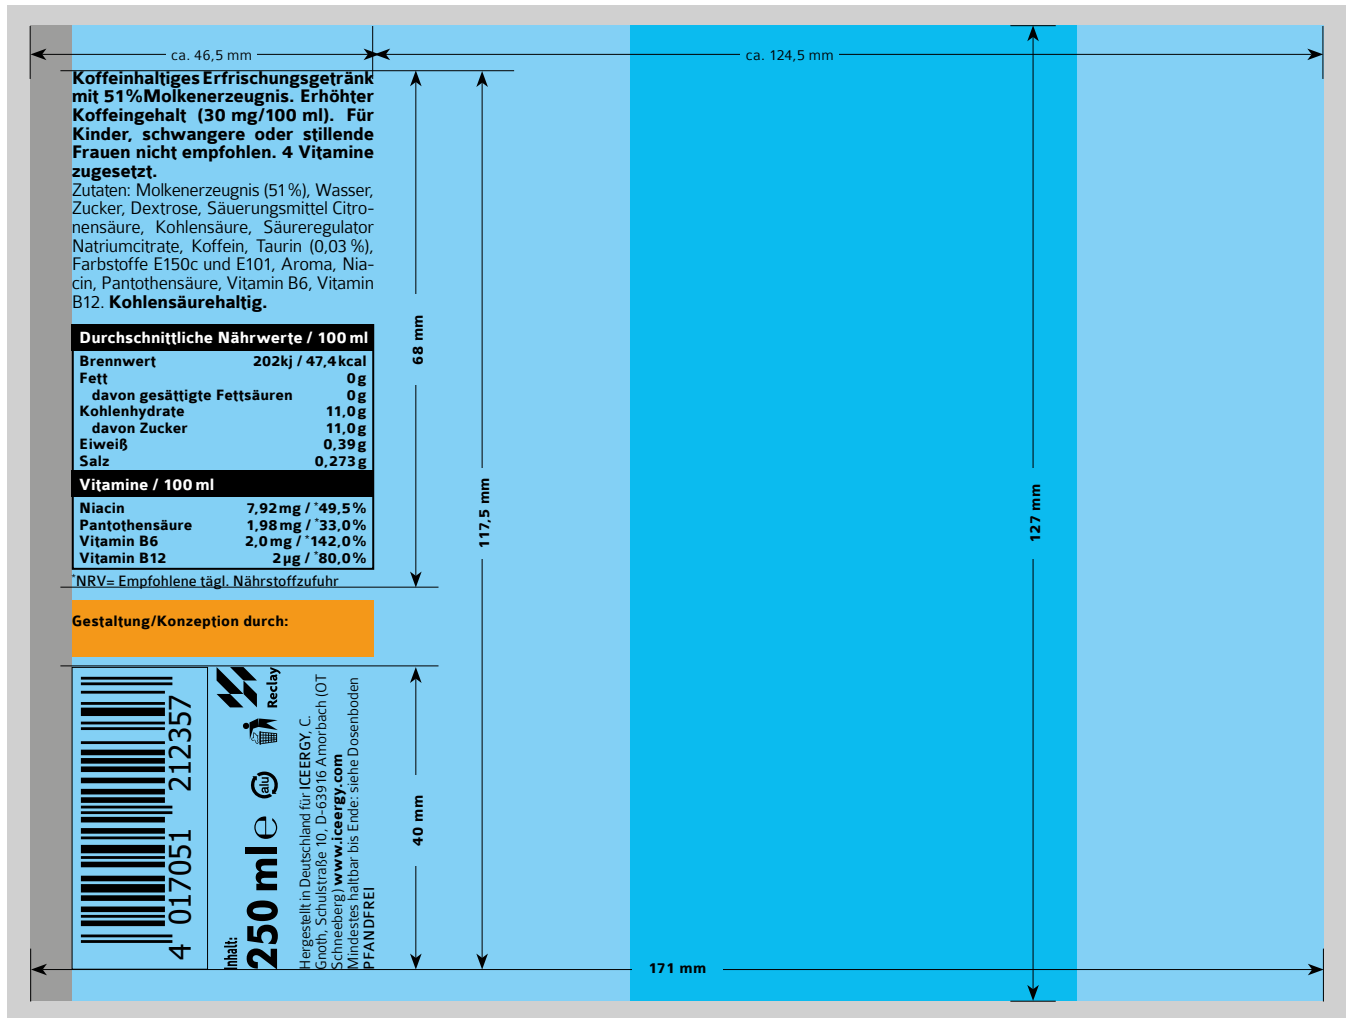 ca. 46,5 mm
ca. 124,5 mm
Koffeinhaltiges Erfrischungsgetränk
mit 51%Molkenerzeugnis. Erhöhter
Koffeingehalt (30 mg/100 ml). Für
Kinder, schwangere oder stillende
Frauen nicht empfohlen. 4 Vitamine
zugesetzt.
Zutaten: Molkenerzeugnis (51%), Wasser,
Zucker, Dextrose, Säuerungsmittel Citro-
nensäure, Kohlensäure, Säureregulator
Natriumcitrate, Koffein, Taurin (0,03 %),
Farbstoffe E150c und E101, Aroma, Nia-
cin, Pantothensäure, Vitamin B6, Vitamin
B12. Kohlensäurehaltig.
Durchschnittliche Nährwerte / 100 ml
Brennwert 202kj / 47,4kcal
Fett 0g
davon gesättigte Fettsäuren 0g
Kohlenhydrate 11,0g
davon Zucker 11,0g
Eiweiß 0,39g
Salz 0,273g
Vitamine / 100 ml
Niacin 7,92mg / *49,5%
Pantothensäure 1,98mg / *33,0%
Vitamin B6 2,0mg / *142,0%
Vitamin B12 2µg / *80,0%
*NRV= Empfohlene tägl. Nährstoffzufuhr
68 mm
117,5 mm
127 mm
Gestaltung/Konzeption durch:
4 017051 212357
Inhalt:
250 ml e
alu
Reclay
Hergestellt in Deutschland für ICEERGY, C.
Gnoth, Schulstraße 10, D-63916 Amorbach (OT
Schneeberg) www.iceergy.com
Mindestes haltbar bis Ende: siehe Dosenboden
PFANDFREI
40 mm
171 mm